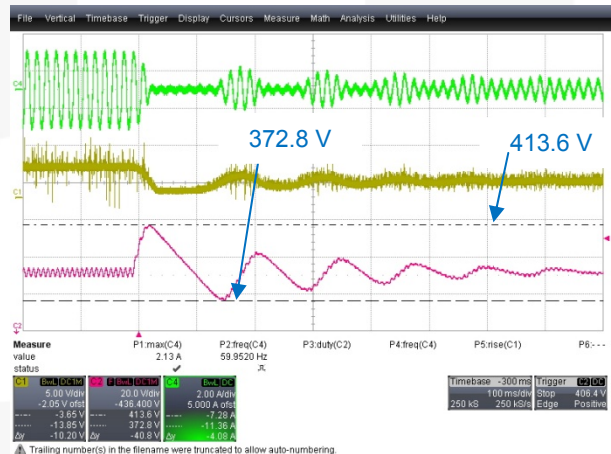 File Vertical Timebase Trigger Display Cursors Measure Math Analysis Utilities Help
C4
372.8 V
413.6 V
C1
C2
Measure P1:max(C4) P2:freq(C4) P3:duty(C2) P4:freq(C4) P5:rise(C1) P6:---
value 2.13 A 59.9520 Hz
status
C1 BwL DC1M
5.00 V/div
-2.05 V ofst
-3.65 V
-13.85 V
Δy -10.20 V
F BwL DC1M
20.0 V/div
-436.400 V
413.6 V
372.8 V
Δy -40.8 V
C4 BwL DC
2.00 A/div
5.000 A ofst
-7.28 A
-11.36 A
Δy -4.08 A
Timebase -300 ms
100 ms/div
250 kS 250 kS/s
Trigger C2 DC
Stop 406.4 V
Edge Positive
Trailing number(s) in the filename were truncated to allow auto-numbering.